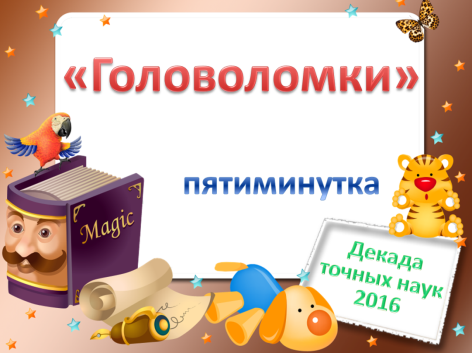 «Головоломки»
пятиминутка
Magic
Декада
точных наук
2016